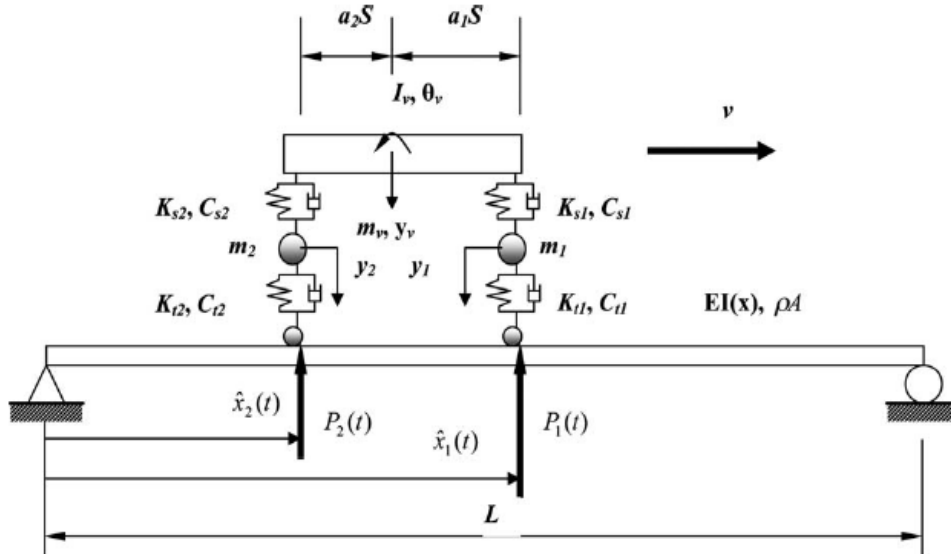 a₂S a₁S
Iᵥ, θᵥ
v
Kₛ₂, Cₛ₂ Kₛ₁, Cₛ₁
mᵥ, yᵥ
m₂ m₁
y₂ y₁
Kₜ₂, Cₜ₂ Kₜ₁, Cₜ₁
EI(x), ρA
x̂₂(t) P₂(t) x̂₁(t) P₁(t)
L